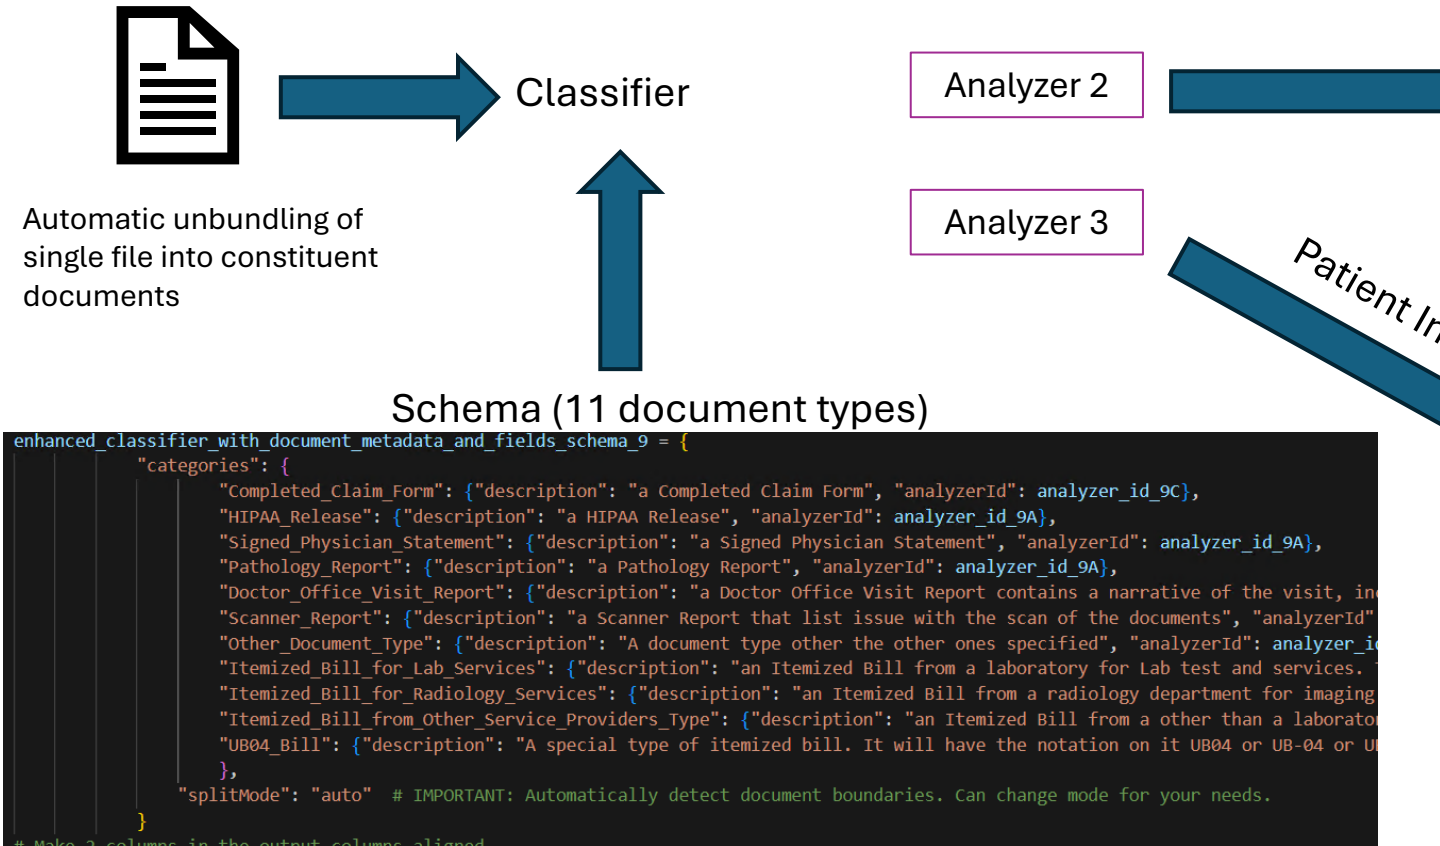 Classifier
Analyzer 2
Automatic unbundling of
single file into constituent
documents
Analyzer 3
Patient
Schema (11 document types)
enhanced_classifier_with_document_metadata_and_fields_schema_9 = {
"categories": {
"Completed_Claim_Form": {"description": "a Completed Claim Form", "analyzerId": analyzer_id_9C},
"HIPAA_Release": {"description": "a HIPAA Release", "analyzerId": analyzer_id_9A},
"Signed_Physician_Statement": {"description": "a Signed Physician Statement", "analyzerId": analyzer_id_9A},
"Pathology_Report": {"description": "a Pathology Report", "analyzerId": analyzer_id_9A},
"Doctor_Office_Visit_Report": {"description": "a Doctor Office Visit Report contains a narrative of the visit,
"Scanner_Report": {"description": "a Scanner Report that list issue with the scan of the documents", "analyzerId"
"Other_Document_Type": {"description": "A document type other the other ones specified", "analyzerId":
"Itemized_Bill_for_Lab_Services": {"description": "an Itemized Bill from a laboratory for Lab test and services.
"Itemized_Bill_for_Radiology_Services": {"description": "an Itemized Bill from a radiology department for imaging
"Itemized_Bill_from_Other_Service_Providers_Type": {"description": "an Itemized Bill from a other than a
"UB04_Bill": {"description": "A special type of itemized bill. It will have the notation on it UB04 or UB-04 or
},
"splitMode": "auto" # IMPORTANT: Automatically detect document boundaries. Can change mode for your needs.
}